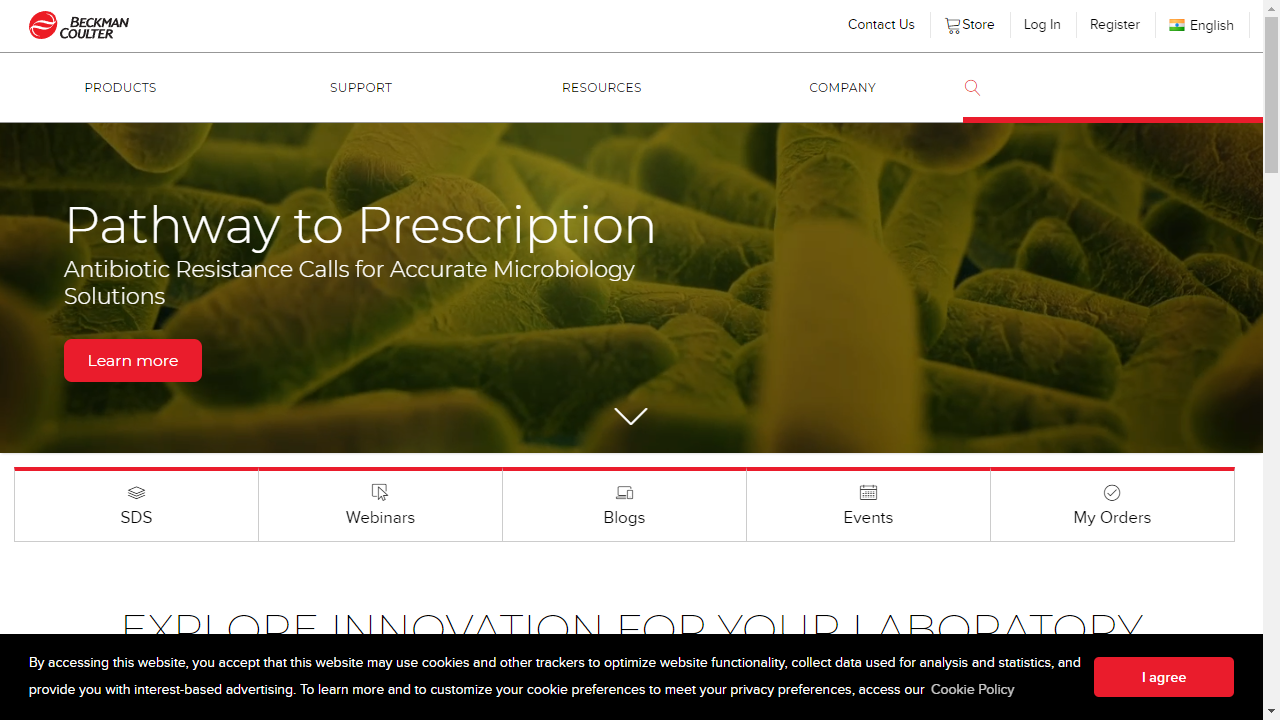 BECKMAN
COULTER
Contact Us
Store
Log In
Register
English
PRODUCTS
SUPPORT
RESOURCES
COMPANY
Pathway to Prescription
Antibiotic Resistance Calls for Accurate Microbiology
Solutions
Learn more
SDS
Webinars
Blogs
Events
My Orders
EXPLORE INNOVATION FOR YOUR LABORATORY
By accessing this website, you accept that this website may use cookies and other trackers to optimize website functionality, collect data used for analysis and statistics, and
provide you with interest-based advertising. To learn more and to customize your cookie preferences to meet your privacy preferences, access our Cookie Policy
I agree